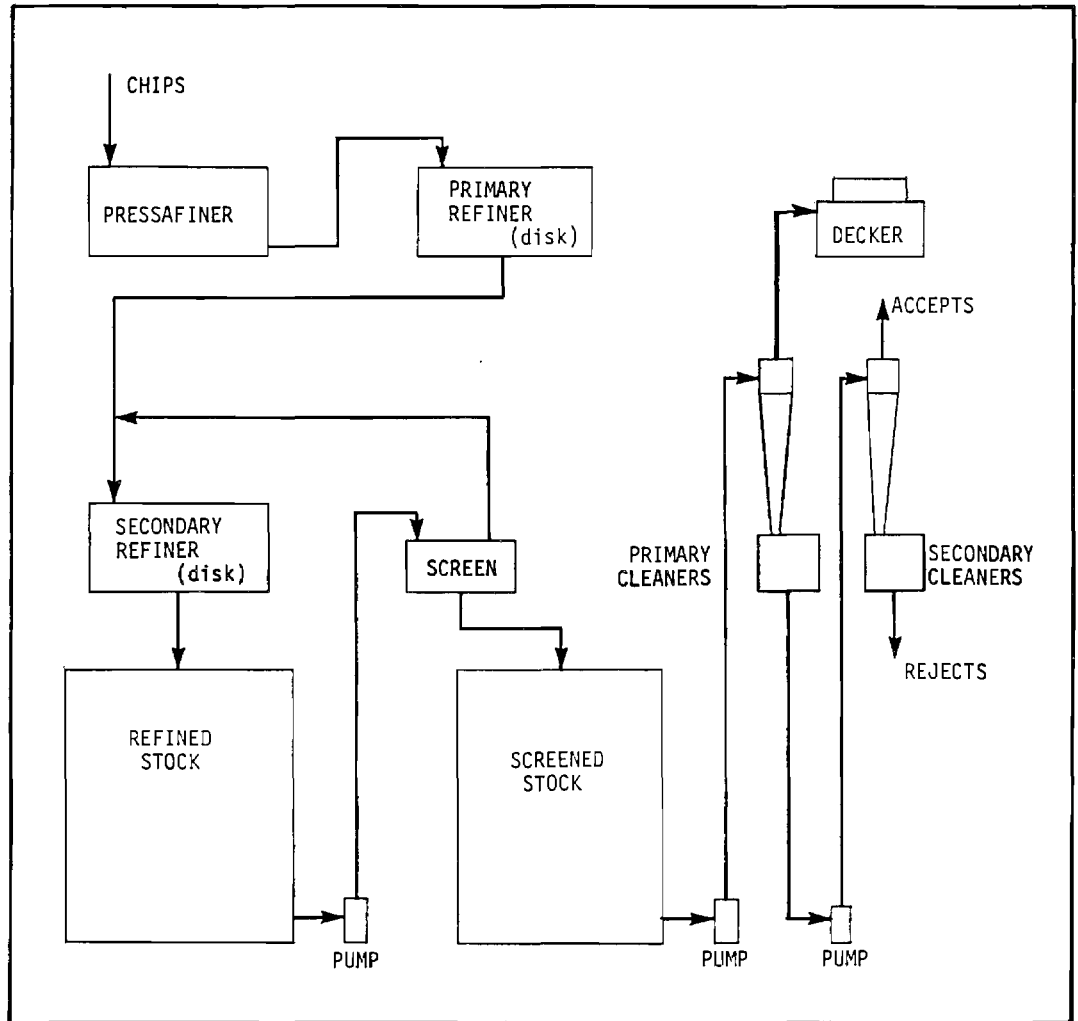 CHIPS
PRESSAFINER
PRIMARY
REFINER
(disk)
DECKER
ACCEPTS
SECONDARY
REFINER
(disk)
SCREEN
PRIMARY
CLEANERS
SECONDARY
CLEANERS
REJECTS
REFINED
STOCK
SCREENED
STOCK
PUMP
PUMP
PUMP